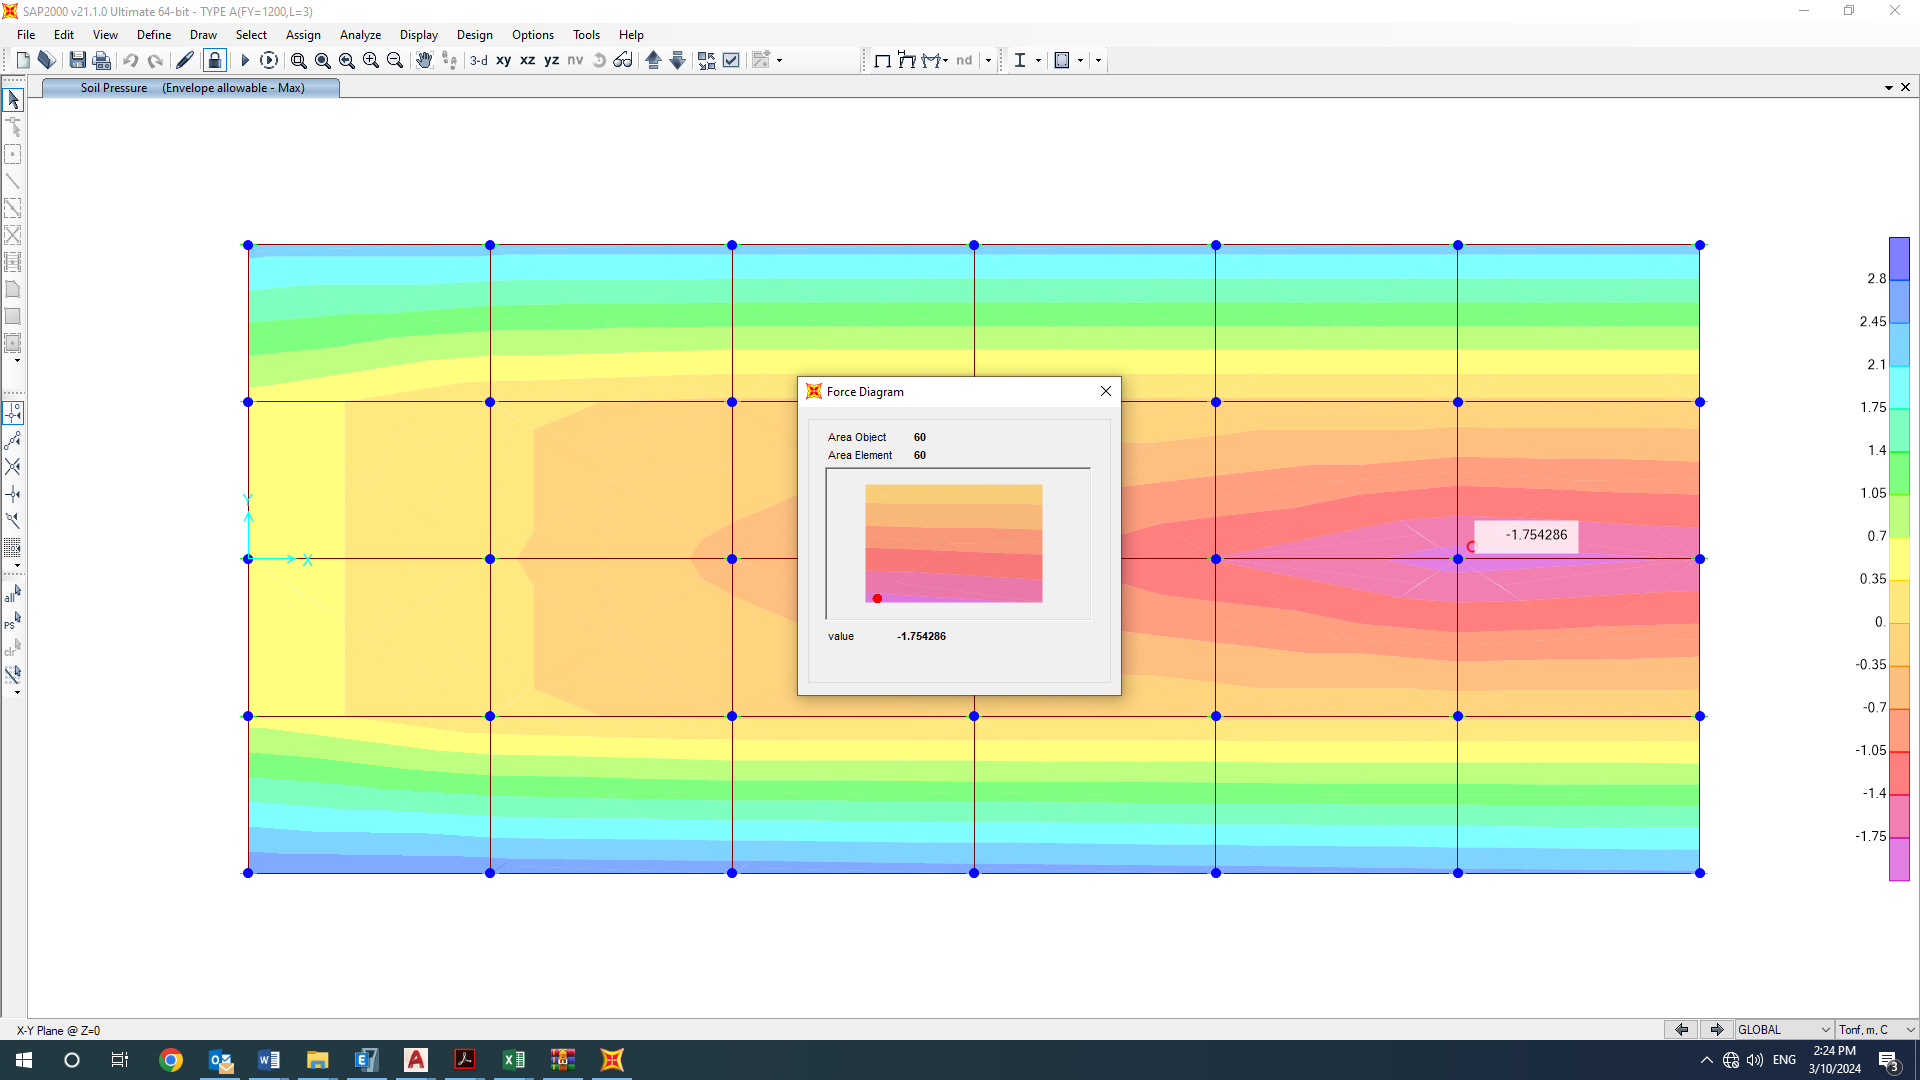 SAP2000 v21.1.0 Ultimate 64-bit - TYPE A(FY=1200,L=3)
File Edit View Define Draw Select Assign Analyze Display Design Options Tools Help
3-d xy xz yz nv nd
Soil Pressure (Envelope allowable - Max)
2.8
2.45
2.1
1.75
1.4
1.05
0.7
0.35
0.
-0.35
-0.7
-1.05
-1.4
-1.75
Force Diagram
Area Object 60
Area Element 60
value -1.754286
-1.754286
Y
X
all
PS
clr
X-Y Plane @ Z=0
GLOBAL
Tonf, m, C
ENG
2:24 PM
3/10/2024
3